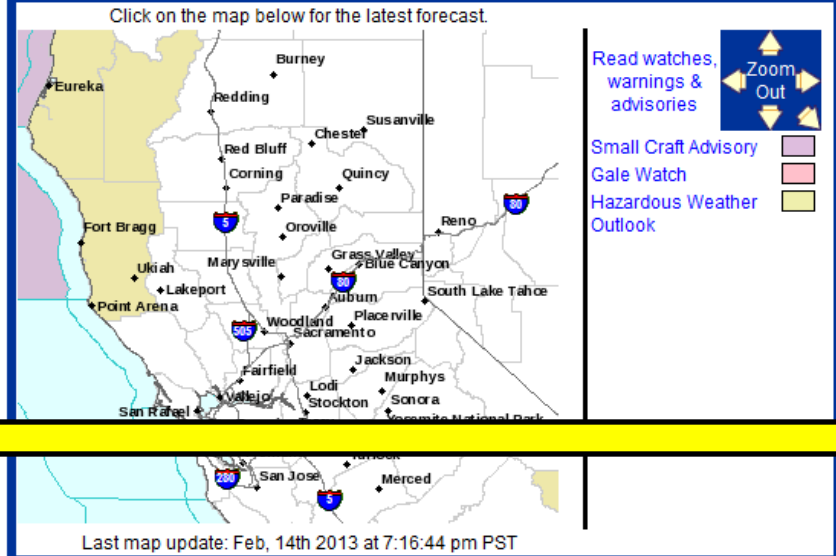 Click on the map below for the latest forecast.
Burney
Eureka
Redding
Susanville
Chester
Red Bluff
Corning
Quincy
Paradise
5
80
Fort Bragg
Oroville
Reno
Grass Valley
Marysville
Blue Canyon
Ukiah
80
Lakeport
South Lake Tahoe
Auburn
Point Arena
Placerville
Woodland
505
Sacramento
Jackson
Fairfield
Murphys
Lodi
Vallejo
Stockton
Sonora
San Rafael
Yosemite National Park
280
San Jose
Merced
5
Last map update: Feb, 14th 2013 at 7:16:44 pm PST
Read watches,
warnings &
advisories
Zoom
Out
Small Craft Advisory
Gale Watch
Hazardous Weather
Outlook